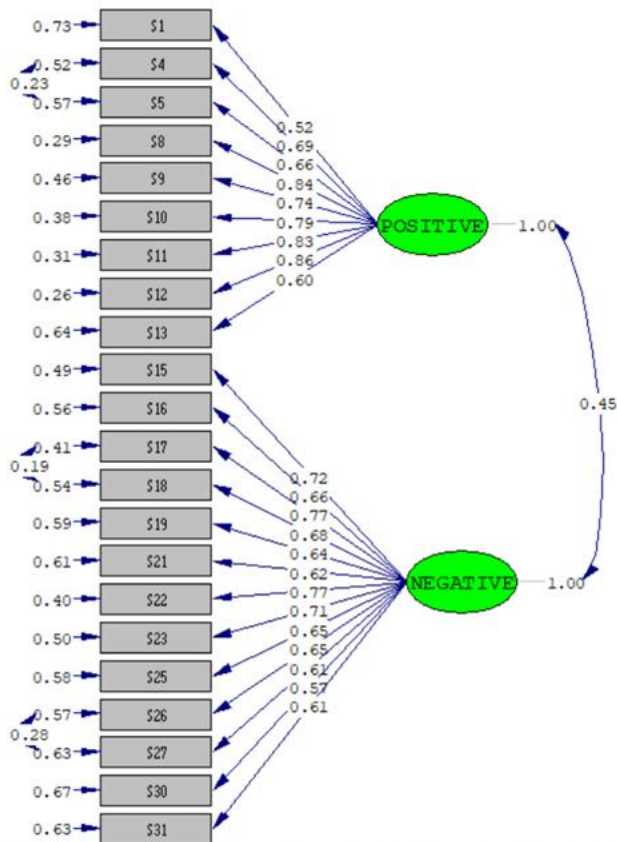 0.73 S1
0.52 S4
0.23
0.57 S5
0.29 S8
0.46 S9
0.38 S10
0.31 S11
0.26 S12
0.64 S13
0.49 S15
0.56 S16
0.41 S17
0.19
0.54 S18
0.59 S19
0.61 S21
0.40 S22
0.50 S23
0.58 S25
0.57 S26
0.28
0.63 S27
0.67 S30
0.63 S31
0.52
0.69
0.66
0.84
0.74
0.79
0.83
0.86
0.60
POSITIVE 1.00
0.45
0.72
0.66
0.77
0.68
0.64
0.62
0.77
0.71
0.65
0.65
0.61
0.57
0.61
NEGATIVE 1.00